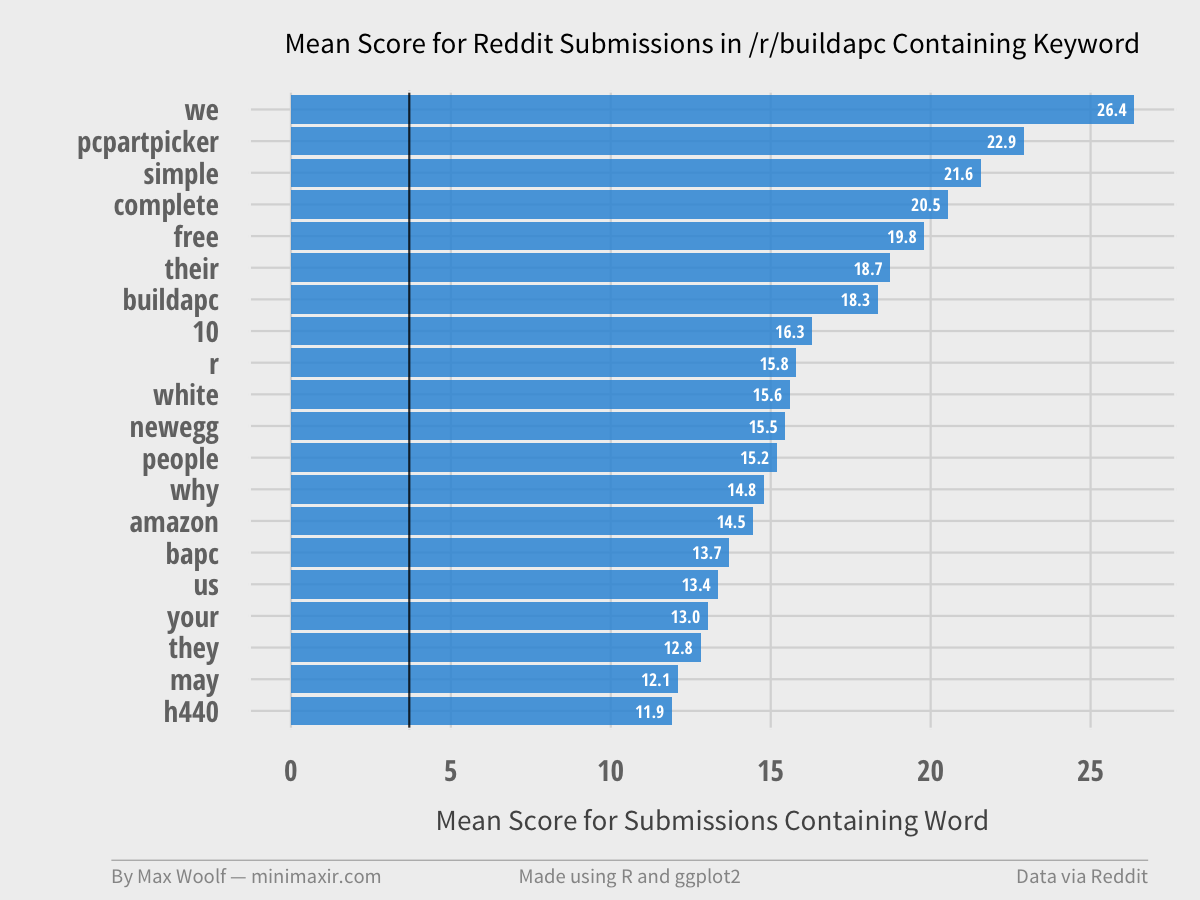 Mean Score for Reddit Submissions in /r/buildapc Containing Keyword
we 26.4
pcpartpicker 22.9
simple 21.6
complete 20.5
free 19.8
their 18.7
buildapc 18.3
10 16.3
r 15.8
white 15.6
newegg 15.5
people 15.2
why 14.8
amazon 14.5
bapc 13.7
us 13.4
your 13.0
they 12.8
may 12.1
h440 11.9
0 5 10 15 20 25
Mean Score for Submissions Containing Word
By Max Woolf — minimaxir.com Made using R and ggplot2 Data via Reddit